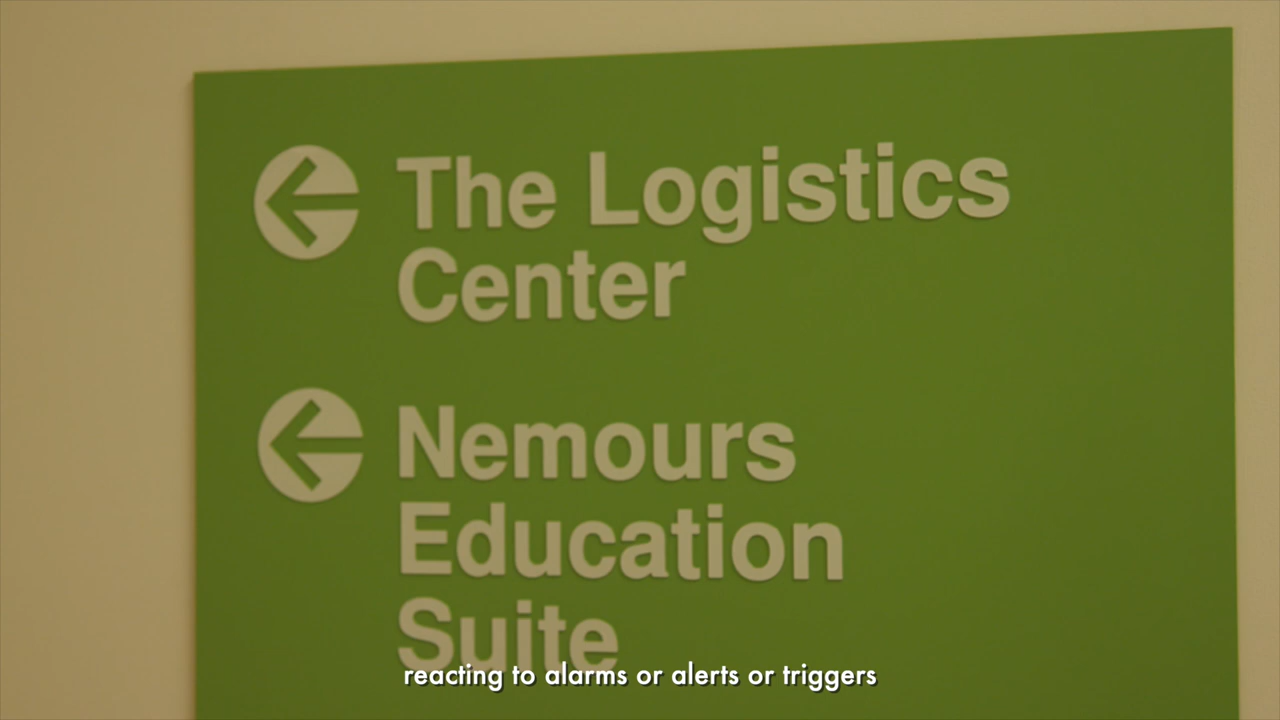 The Logistics
Center
Nemours
Education
Suite
reacting to alarms or alerts or triggers